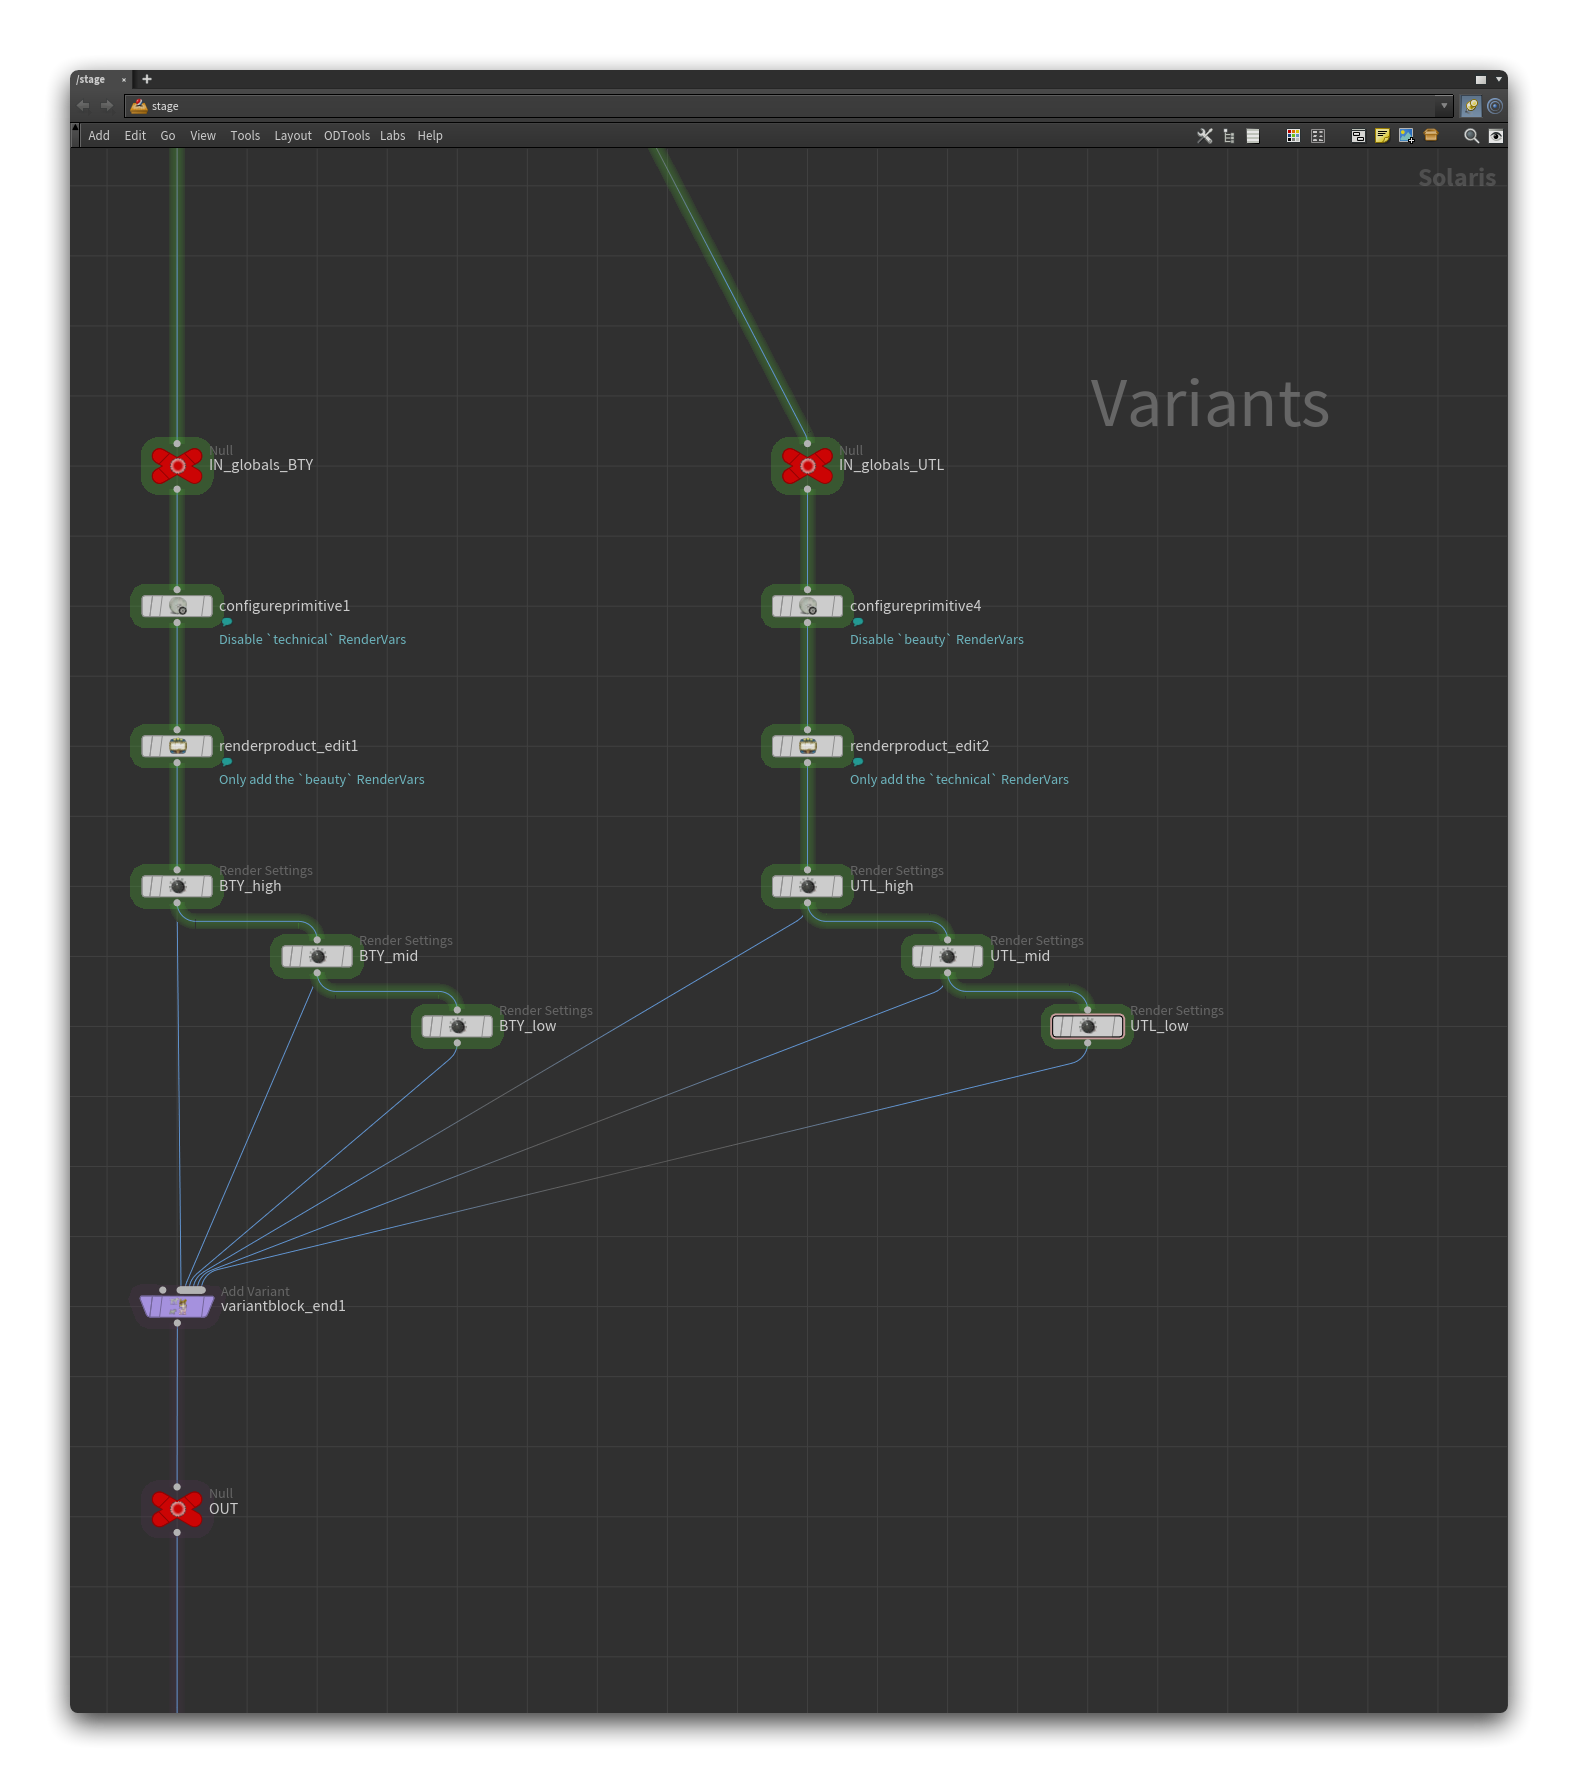 /stage
stage
Add Edit Go View Tools Layout ODTools Labs Help
Solaris
Variants
Null
IN_globals_BTY
Null
IN_globals_UTL
configureprimitive1
Disable `technical` RenderVars
configureprimitive4
Disable `beauty` RenderVars
renderproduct_edit1
Only add the `beauty` RenderVars
renderproduct_edit2
Only add the `technical` RenderVars
Render Settings
BTY_high
Render Settings
UTL_high
Render Settings
BTY_mid
Render Settings
UTL_mid
Render Settings
BTY_low
Render Settings
UTL_low
Add Variant
variantblock_end1
Null
OUT